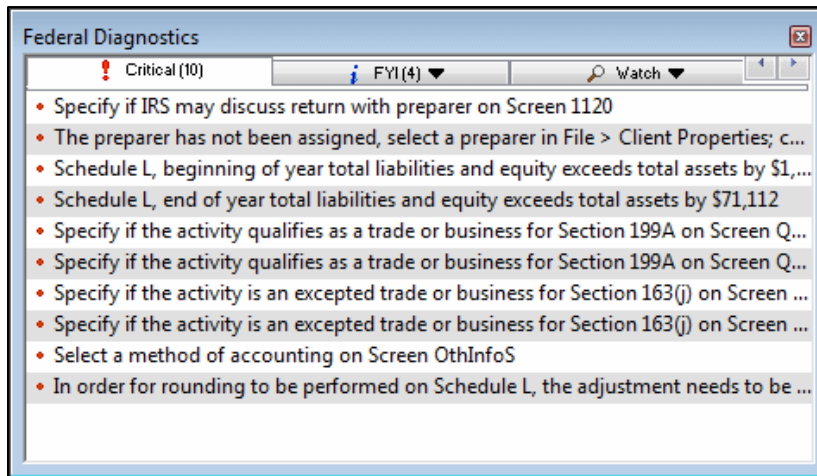 Federal Diagnostics
Critical (10)
FYI (4)
Watch
Specify if IRS may discuss return with preparer on Screen 1120
The preparer has not been assigned, select a preparer in File > Client Properties; c...
Schedule L, beginning of year total liabilities and equity exceeds total assets by $1,...
Schedule L, end of year total liabilities and equity exceeds total assets by $71,112
Specify if the activity qualifies as a trade or business for Section 199A on Screen Q...
Specify if the activity qualifies as a trade or business for Section 199A on Screen Q...
Specify if the activity is an excepted trade or business for Section 163(j) on Screen ...
Specify if the activity is an excepted trade or business for Section 163(j) on Screen ...
Select a method of accounting on Screen OthInfoS
In order for rounding to be performed on Schedule L, the adjustment needs to be ...